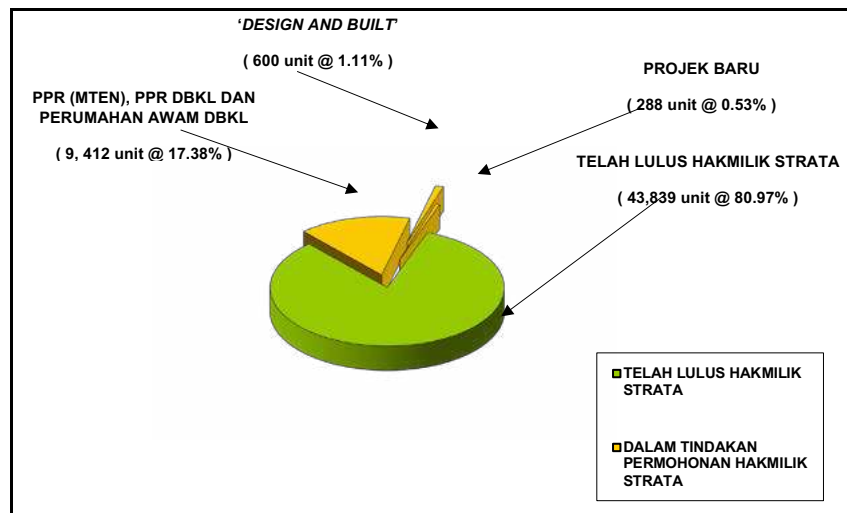 ‘DESIGN AND BUILT’
( 600 unit @ 1.11% )
PROJEK BARU
( 288 unit @ 0.53% )
PPR (MTEN), PPR DBKL DAN
PERUMAHAN AWAM DBKL
( 9, 412 unit @ 17.38% )
TELAH LULUS HAKMILIK STRATA
( 43,839 unit @ 80.97% )
TELAH LULUS HAKMILIK
STRATA
DALAM TINDAKAN
PERMOHONAN HAKMILIK
STRATA